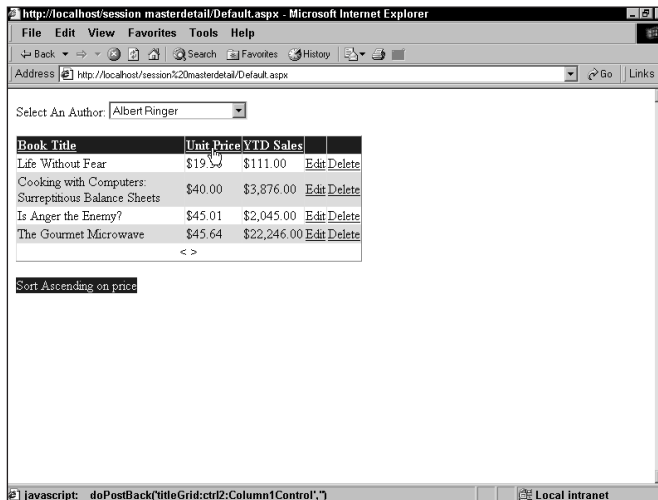 http://localhost/session masterdetail/Default.aspx - Microsoft Internet Explorer
File Edit View Favorites Tools Help
Back Search Favorites History
Address http://localhost/session%20masterdetail/Default.aspx Go Links
Select An Author: Albert Ringer
Book Title Unit Price YTD Sales
Life Without Fear $111.00 Edit Delete
Cooking with Computers:
Surreptitious Balance Sheets $40.00 $3,876.00 Edit Delete
Is Anger the Enemy? $45.01 $2,045.00 Edit Delete
The Gourmet Microwave $45.64 $22,246.00 Edit Delete
< >
Sort Ascending on price
javascript: doPostBack('titleGrid:ctrl2:Column1Control','') Local intranet